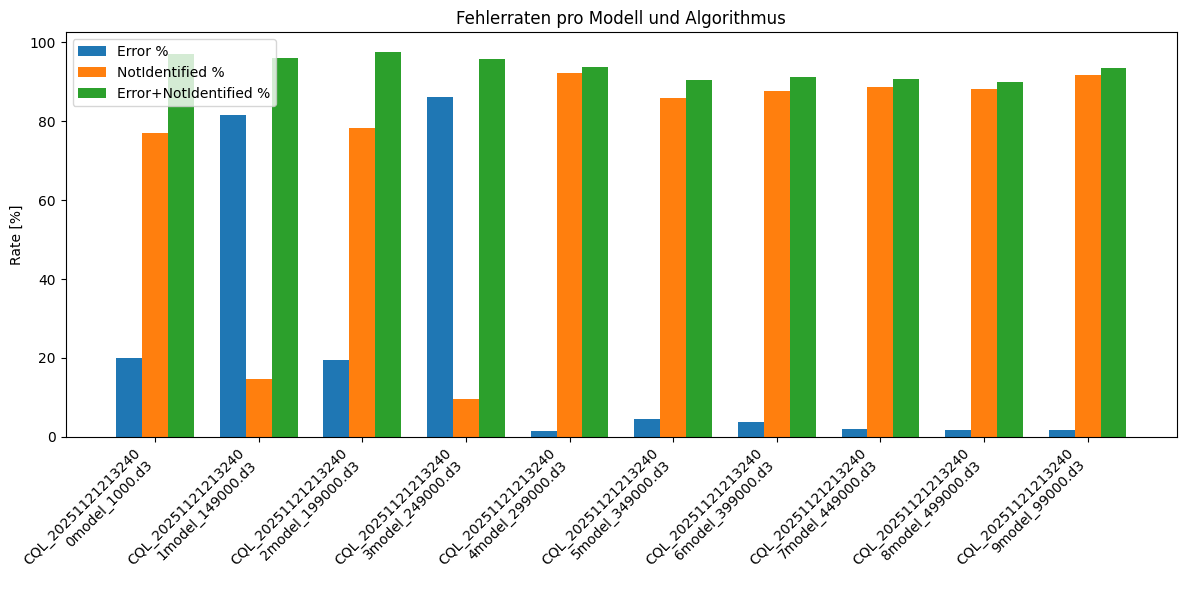 Fehlerraten pro Modell und Algorithmus
Error %
NotIdentified %
Error+NotIdentified %
Rate [%]
100
80
60
40
20
0
CQL_20251121213240
0model_1000.d3
CQL_20251121213240
1model_149000.d3
CQL_20251121213240
2model_199000.d3
CQL_20251121213240
3model_249000.d3
CQL_20251121213240
4model_299000.d3
CQL_20251121213240
5model_349000.d3
CQL_20251121213240
6model_399000.d3
CQL_20251121213240
7model_449000.d3
CQL_20251121213240
8model_499000.d3
CQL_20251121213240
9model_99000.d3